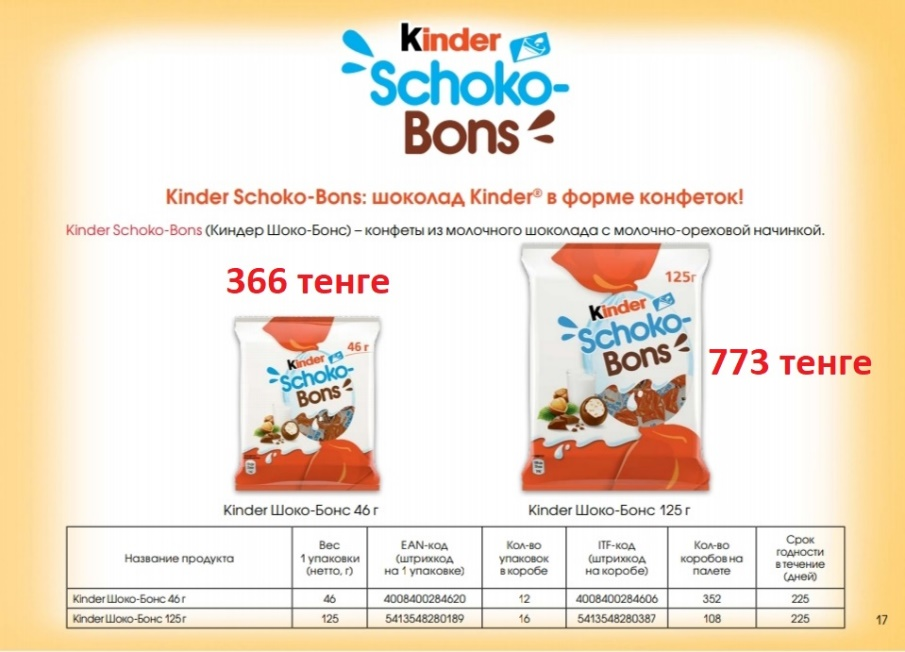 Kinder
Schoko-
Bons
Kinder Schoko-Bons: шоколад Kinder® в форме конфеток!
Kinder Schoko-Bons (Киндер Шоко-Бонс) – конфеты из молочного шоколада с молочно-ореховой начинкой.
366 тенге
125г
Kinder
Schoko-
Bons
773 тенге
46 г
Kinder
Schoko-
Bons
Kinder Шоко-Бонс 46 г
Kinder Шоко-Бонс 125 г
Название продукта
Вес
1 упаковки
(нетто, г)
EAN-код
(штрихкод
на 1 упаковке)
Кол-во
упаковок
в коробе
ITF-код
(штрихкод
на коробе)
Кол-во
коробов на
палете
Срок
годности
в течение
(дней)
Kinder Шоко-Бонс 46 г 46 4008400284620 12 4008400284606 352 225
Kinder Шоко-Бонс 125 г 125 5413548280189 16 5413548280387 108 225
17